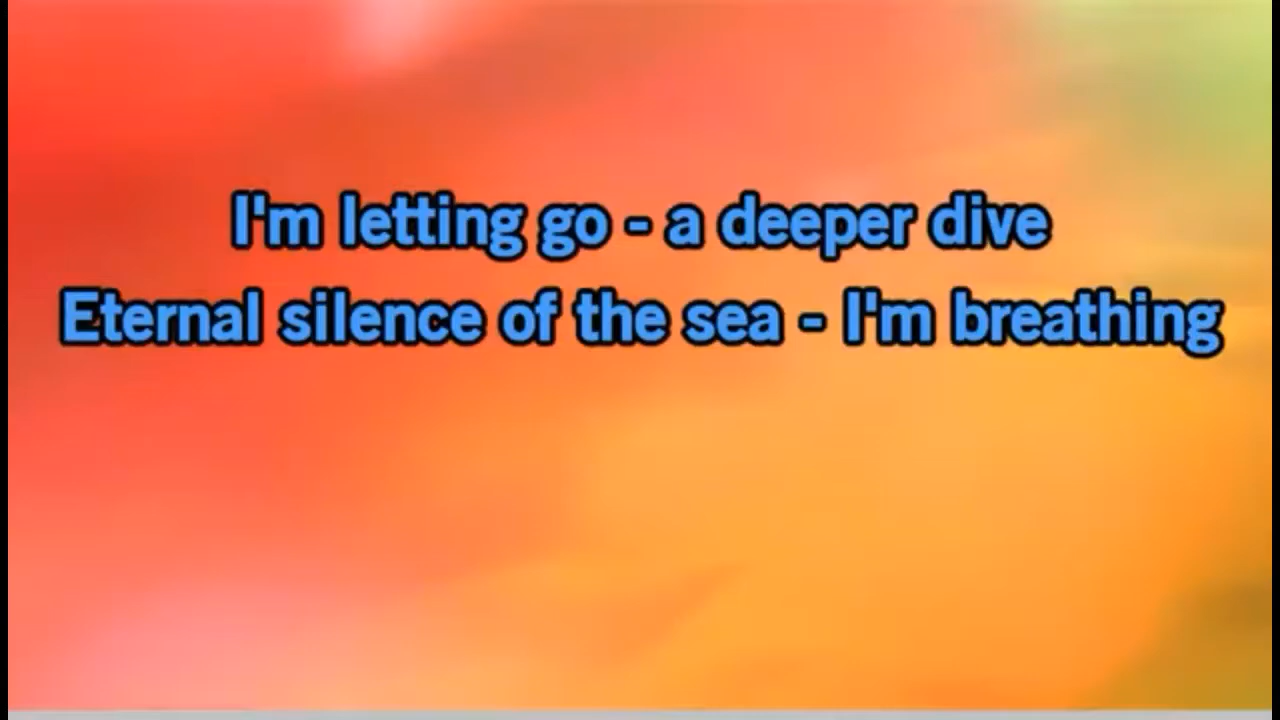 I'm letting go - a deeper dive
Eternal silence of the sea - I'm breathing